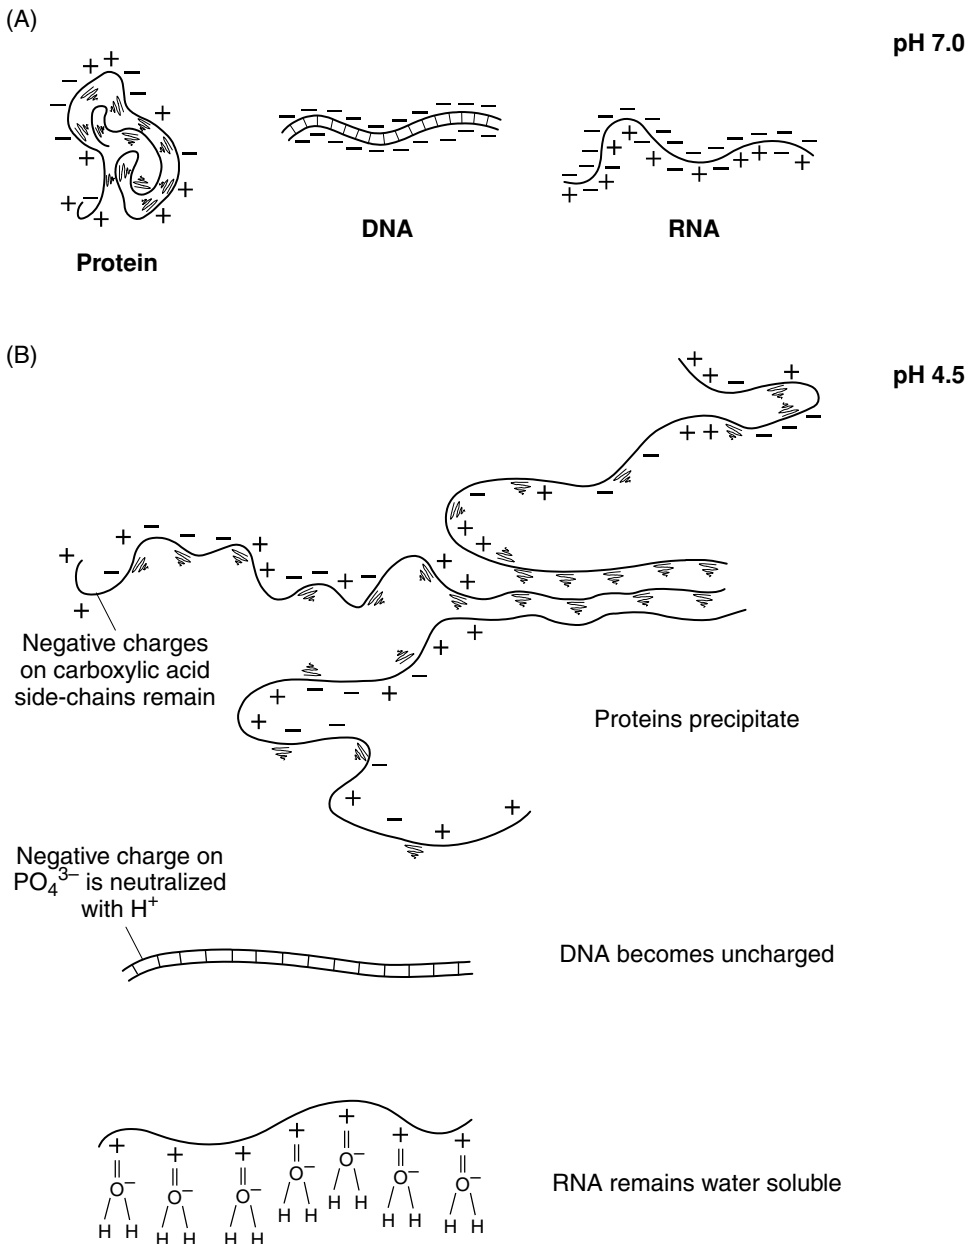 (A)
pH 7.0
Protein
DNA
RNA
(B)
pH 4.5
Negative charges
on carboxylic acid
side-chains remain
Proteins precipitate
Negative charge on
PO₄³⁻ is neutralized
with H⁺
DNA becomes uncharged
O⁻ O⁻ O⁻ O⁻ O⁻ O⁻ O⁻
H H H H H H H H H H H H H H
RNA remains water soluble